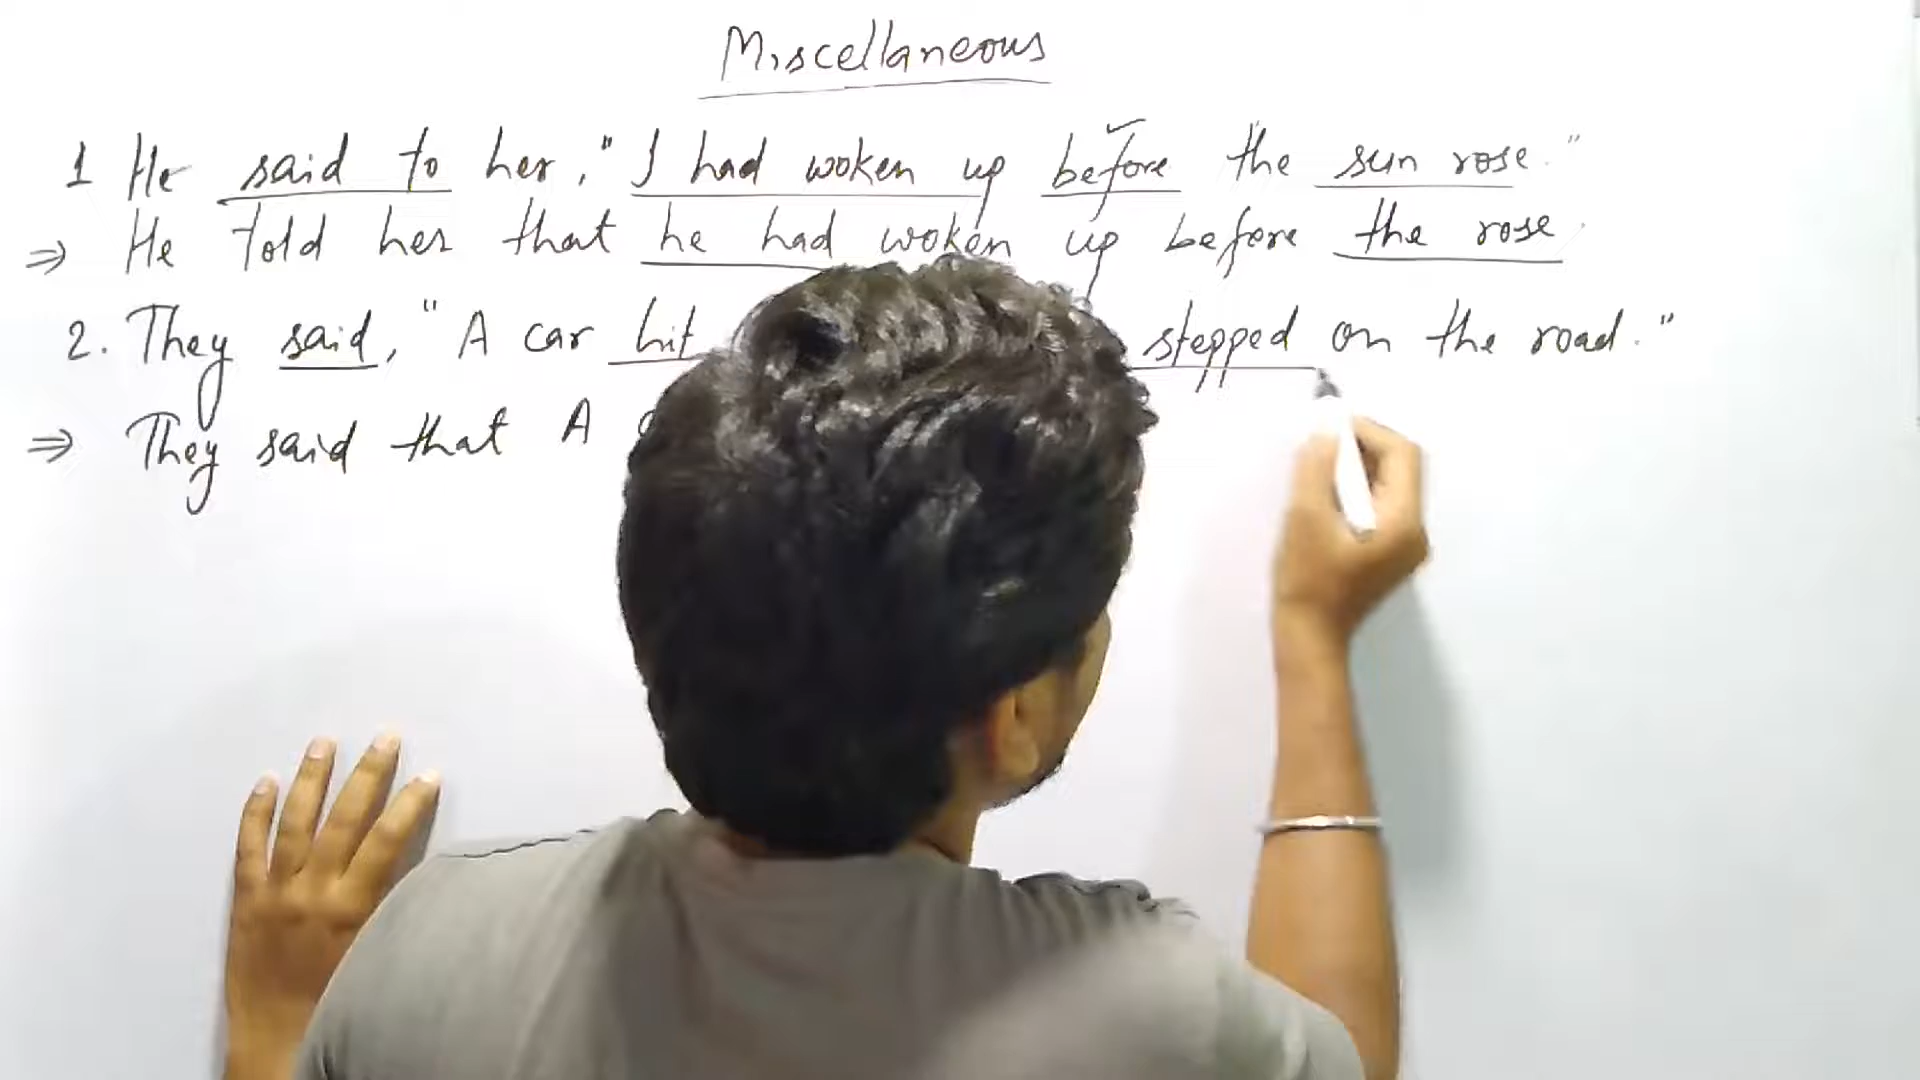 Miscellaneous
1 He said to her, "I had woken up before the sun rose."
⇒ He told her that he had woken up before the rose.
2. They said, "A car hit stepped on the road."
⇒ They said that A